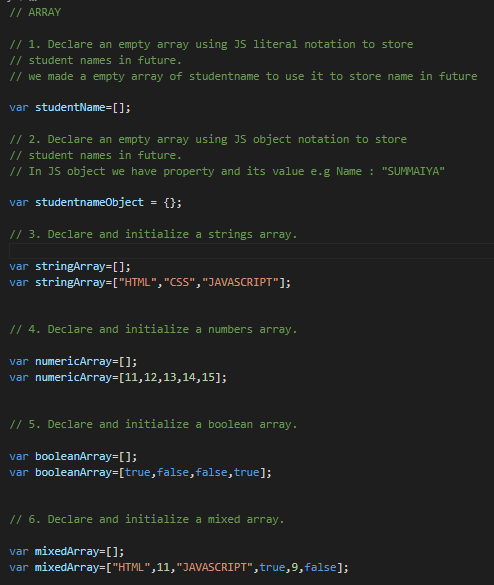 // ARRAY
// 1. Declare an empty array using JS literal notation to store
// student names in future.
// we made a empty array of studentname to use it to store name in future
var studentName=[];
// 2. Declare an empty array using JS object notation to store
// student names in future.
// In JS object we have property and its value e.g Name : "SUMMAIYA"
var studentnameObject = {};
// 3. Declare and initialize a strings array.
var stringArray=[];
var stringArray=["HTML","CSS","JAVASCRIPT"];
// 4. Declare and initialize a numbers array.
var numericArray=[];
var numericArray=[11,12,13,14,15];
// 5. Declare and initialize a boolean array.
var booleanArray=[];
var booleanArray=[true,false,false,true];
// 6. Declare and initialize a mixed array.
var mixedArray=[];
var mixedArray=["HTML",11,"JAVASCRIPT",true,9,false];